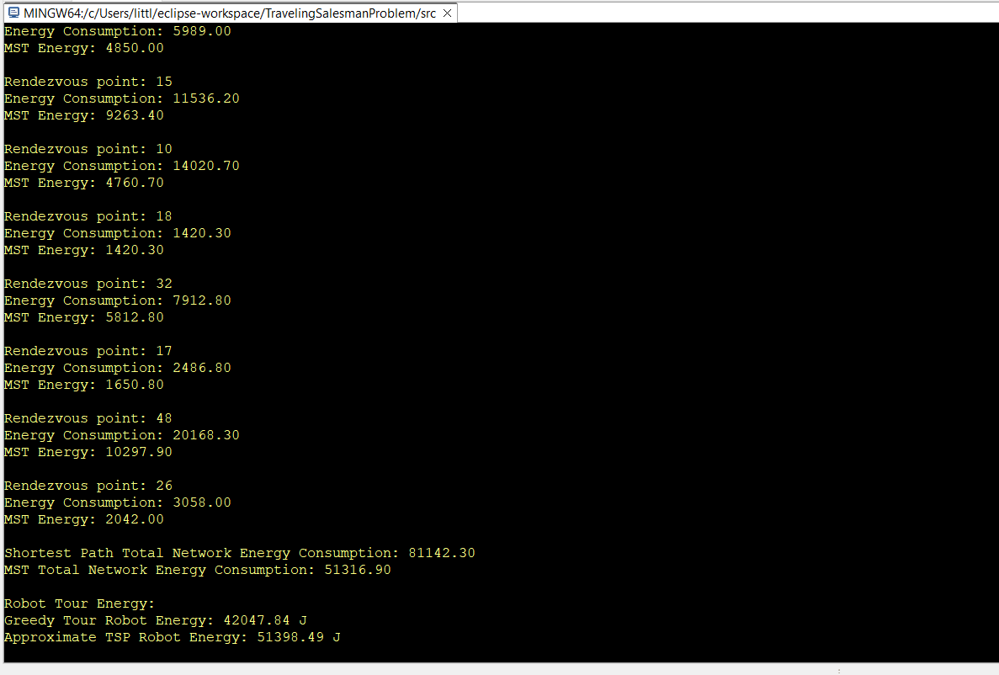 MINGW64:/c/Users/littl/eclipse-workspace/TravelingSalesmanProblem/src
Energy Consumption: 5989.00
MST Energy: 4850.00
Rendezvous point: 15
Energy Consumption: 11536.20
MST Energy: 9263.40
Rendezvous point: 10
Energy Consumption: 14020.70
MST Energy: 4760.70
Rendezvous point: 18
Energy Consumption: 1420.30
MST Energy: 1420.30
Rendezvous point: 32
Energy Consumption: 7912.80
MST Energy: 5812.80
Rendezvous point: 17
Energy Consumption: 2486.80
MST Energy: 1650.80
Rendezvous point: 48
Energy Consumption: 20168.30
MST Energy: 10297.90
Rendezvous point: 26
Energy Consumption: 3058.00
MST Energy: 2042.00
Shortest Path Total Network Energy Consumption: 81142.30
MST Total Network Energy Consumption: 51316.90
Robot Tour Energy:
Greedy Tour Robot Energy: 42047.84 J
Approximate TSP Robot Energy: 51398.49 J